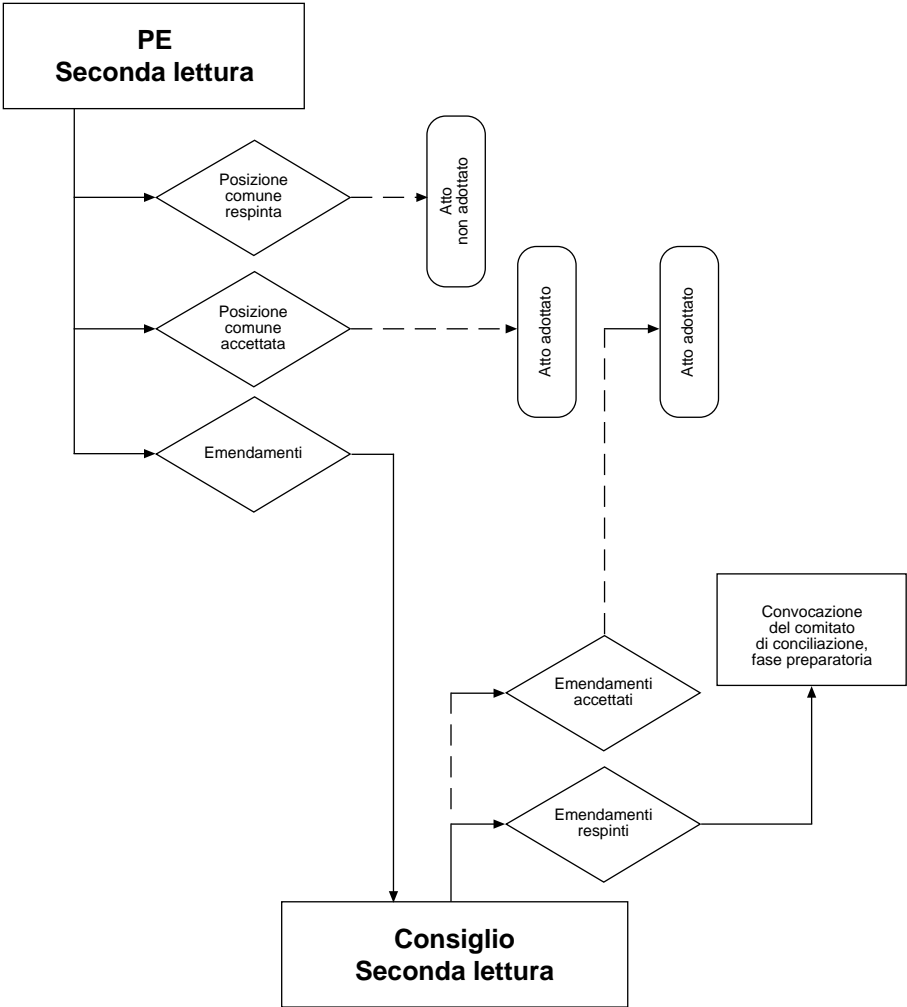 PE
Seconda lettura
Posizione
comune
respinta
Atto
non adottato
Posizione
comune
accettata
Atto adottato
Atto adottato
Emendamenti
Convocazione
del comitato
di conciliazione,
fase preparatoria
Emendamenti
accettati
Emendamenti
respinti
Consiglio
Seconda lettura